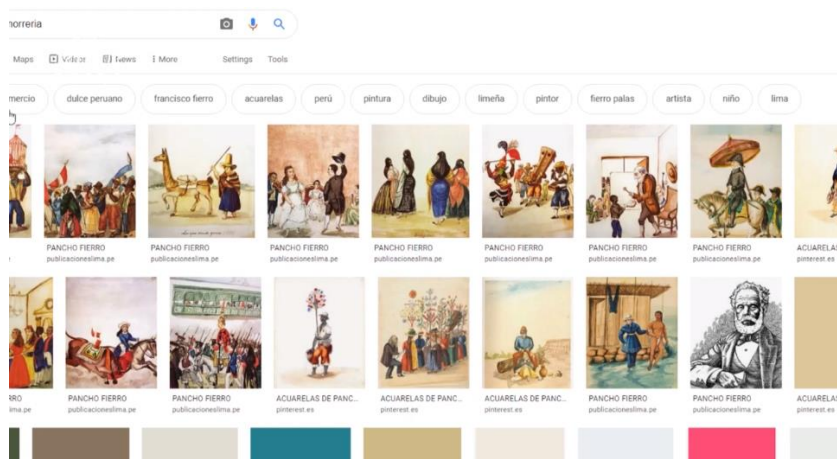 norreria
Maps Videos News More Settings Tools
mercio dulce peruano francisco fierro acuarelas perú pintura dibujo limeña pintor fierro palas artista niño lima
PANCHO FIERRO PANCHO FIERRO PANCHO FIERRO PANCHO FIERRO PANCHO FIERRO PANCHO FIERRO PANCHO FIERRO ACUARELAS
publicacioneslima.pe publicacioneslima.pe publicacioneslima.pe publicacioneslima.pe publicacioneslima.pe publicacioneslima.pe publicacioneslima.pe pinterest.es
RRO PANCHO FIERRO PANCHO FIERRO ACUARELAS DE PANC... ACUARELAS DE PANC... ACUARELAS DE PANC... PANCHO FIERRO PANCHO FIERRO ACUARELAS
lima.pe publicacioneslima.pe publicacioneslima.pe pinterest.es pinterest.es pinterest.es publicacioneslima.pe publicacioneslima.pe pinterest.es